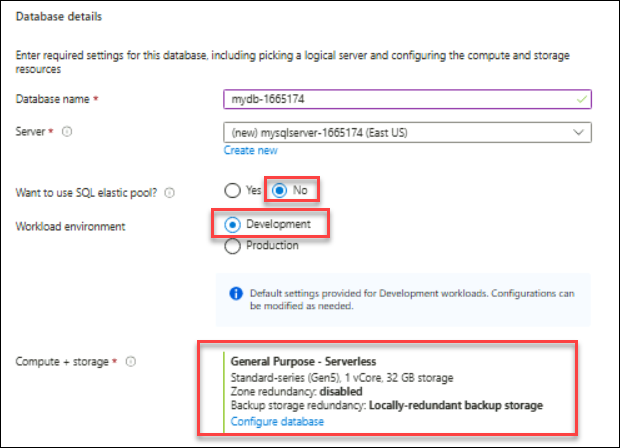 Database details
Enter required settings for this database, including picking a logical server and configuring the compute and storage
resources
Database name *
mydb-1665174
Server *
(new) mysqlserver-1665174 (East US)
Create new
Want to use SQL elastic pool?
Yes
No
Workload environment
Development
Production
Default settings provided for Development workloads. Configurations can
be modified as needed.
Compute + storage *
General Purpose - Serverless
Standard-series (Gen5), 1 vCore, 32 GB storage
Zone redundancy: disabled
Backup storage redundancy: Locally-redundant backup storage
Configure database